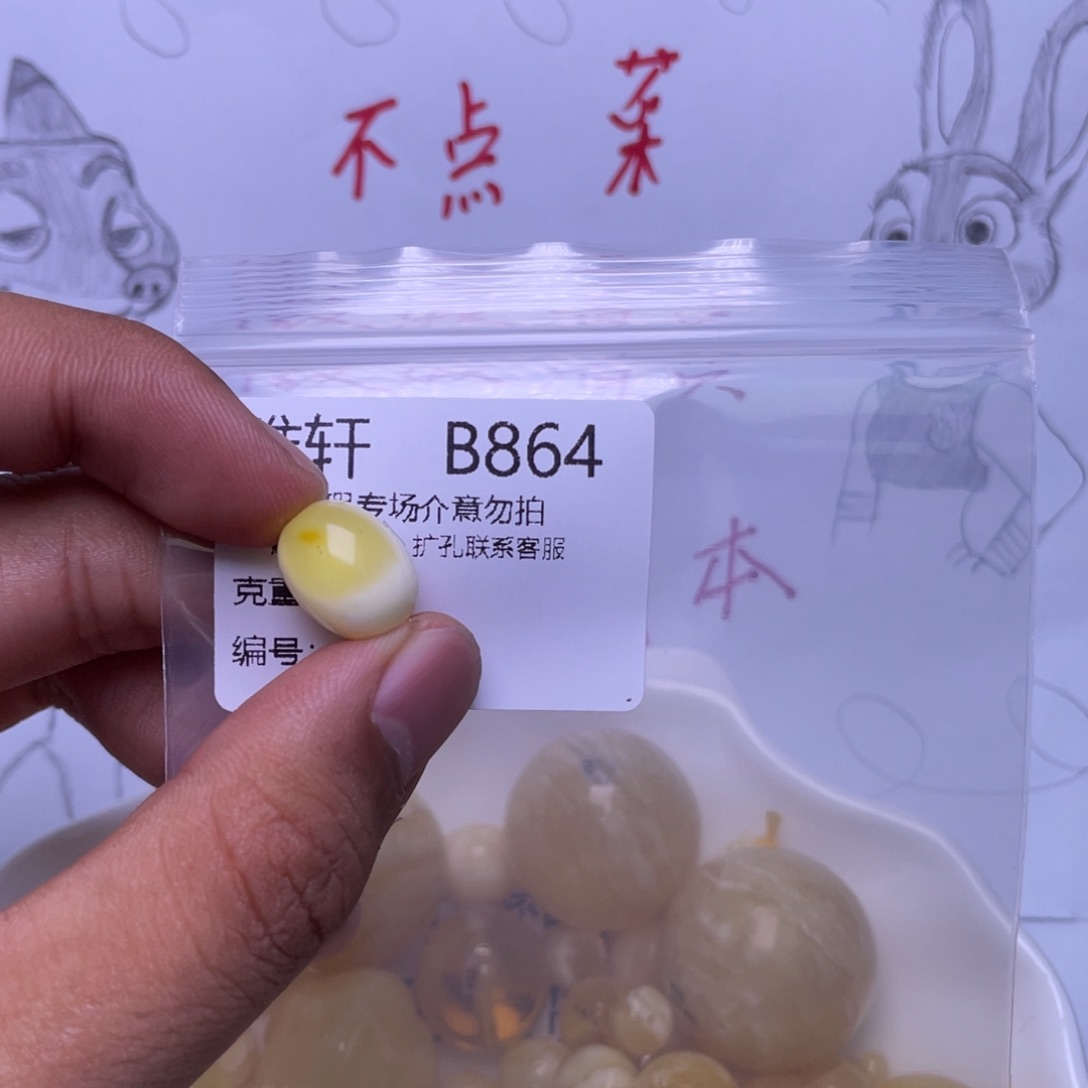 不点 菜
轩 B864
专场介意勿拍
扩孔联系客服
克重
编号:
本